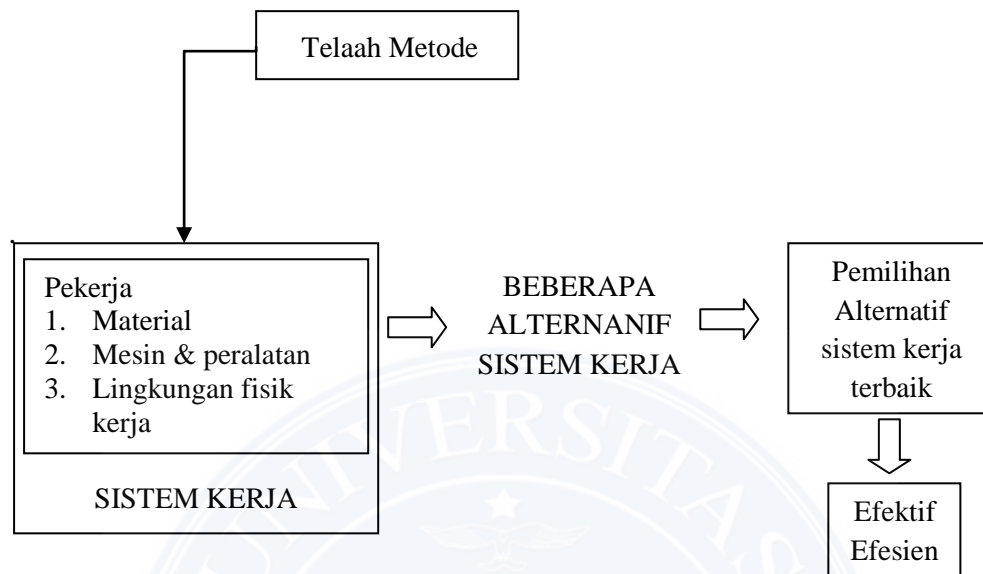 Telaah Metode
Pekerja
1. Material
2. Mesin & peralatan
3. Lingkungan fisik
kerja
SISTEM KERJA
BEBERAPA
ALTERNANIF
SISTEM KERJA
Pemilihan
Alternatif
sistem kerja
terbaik
Efektif
Efesien
UNIVERSITAS